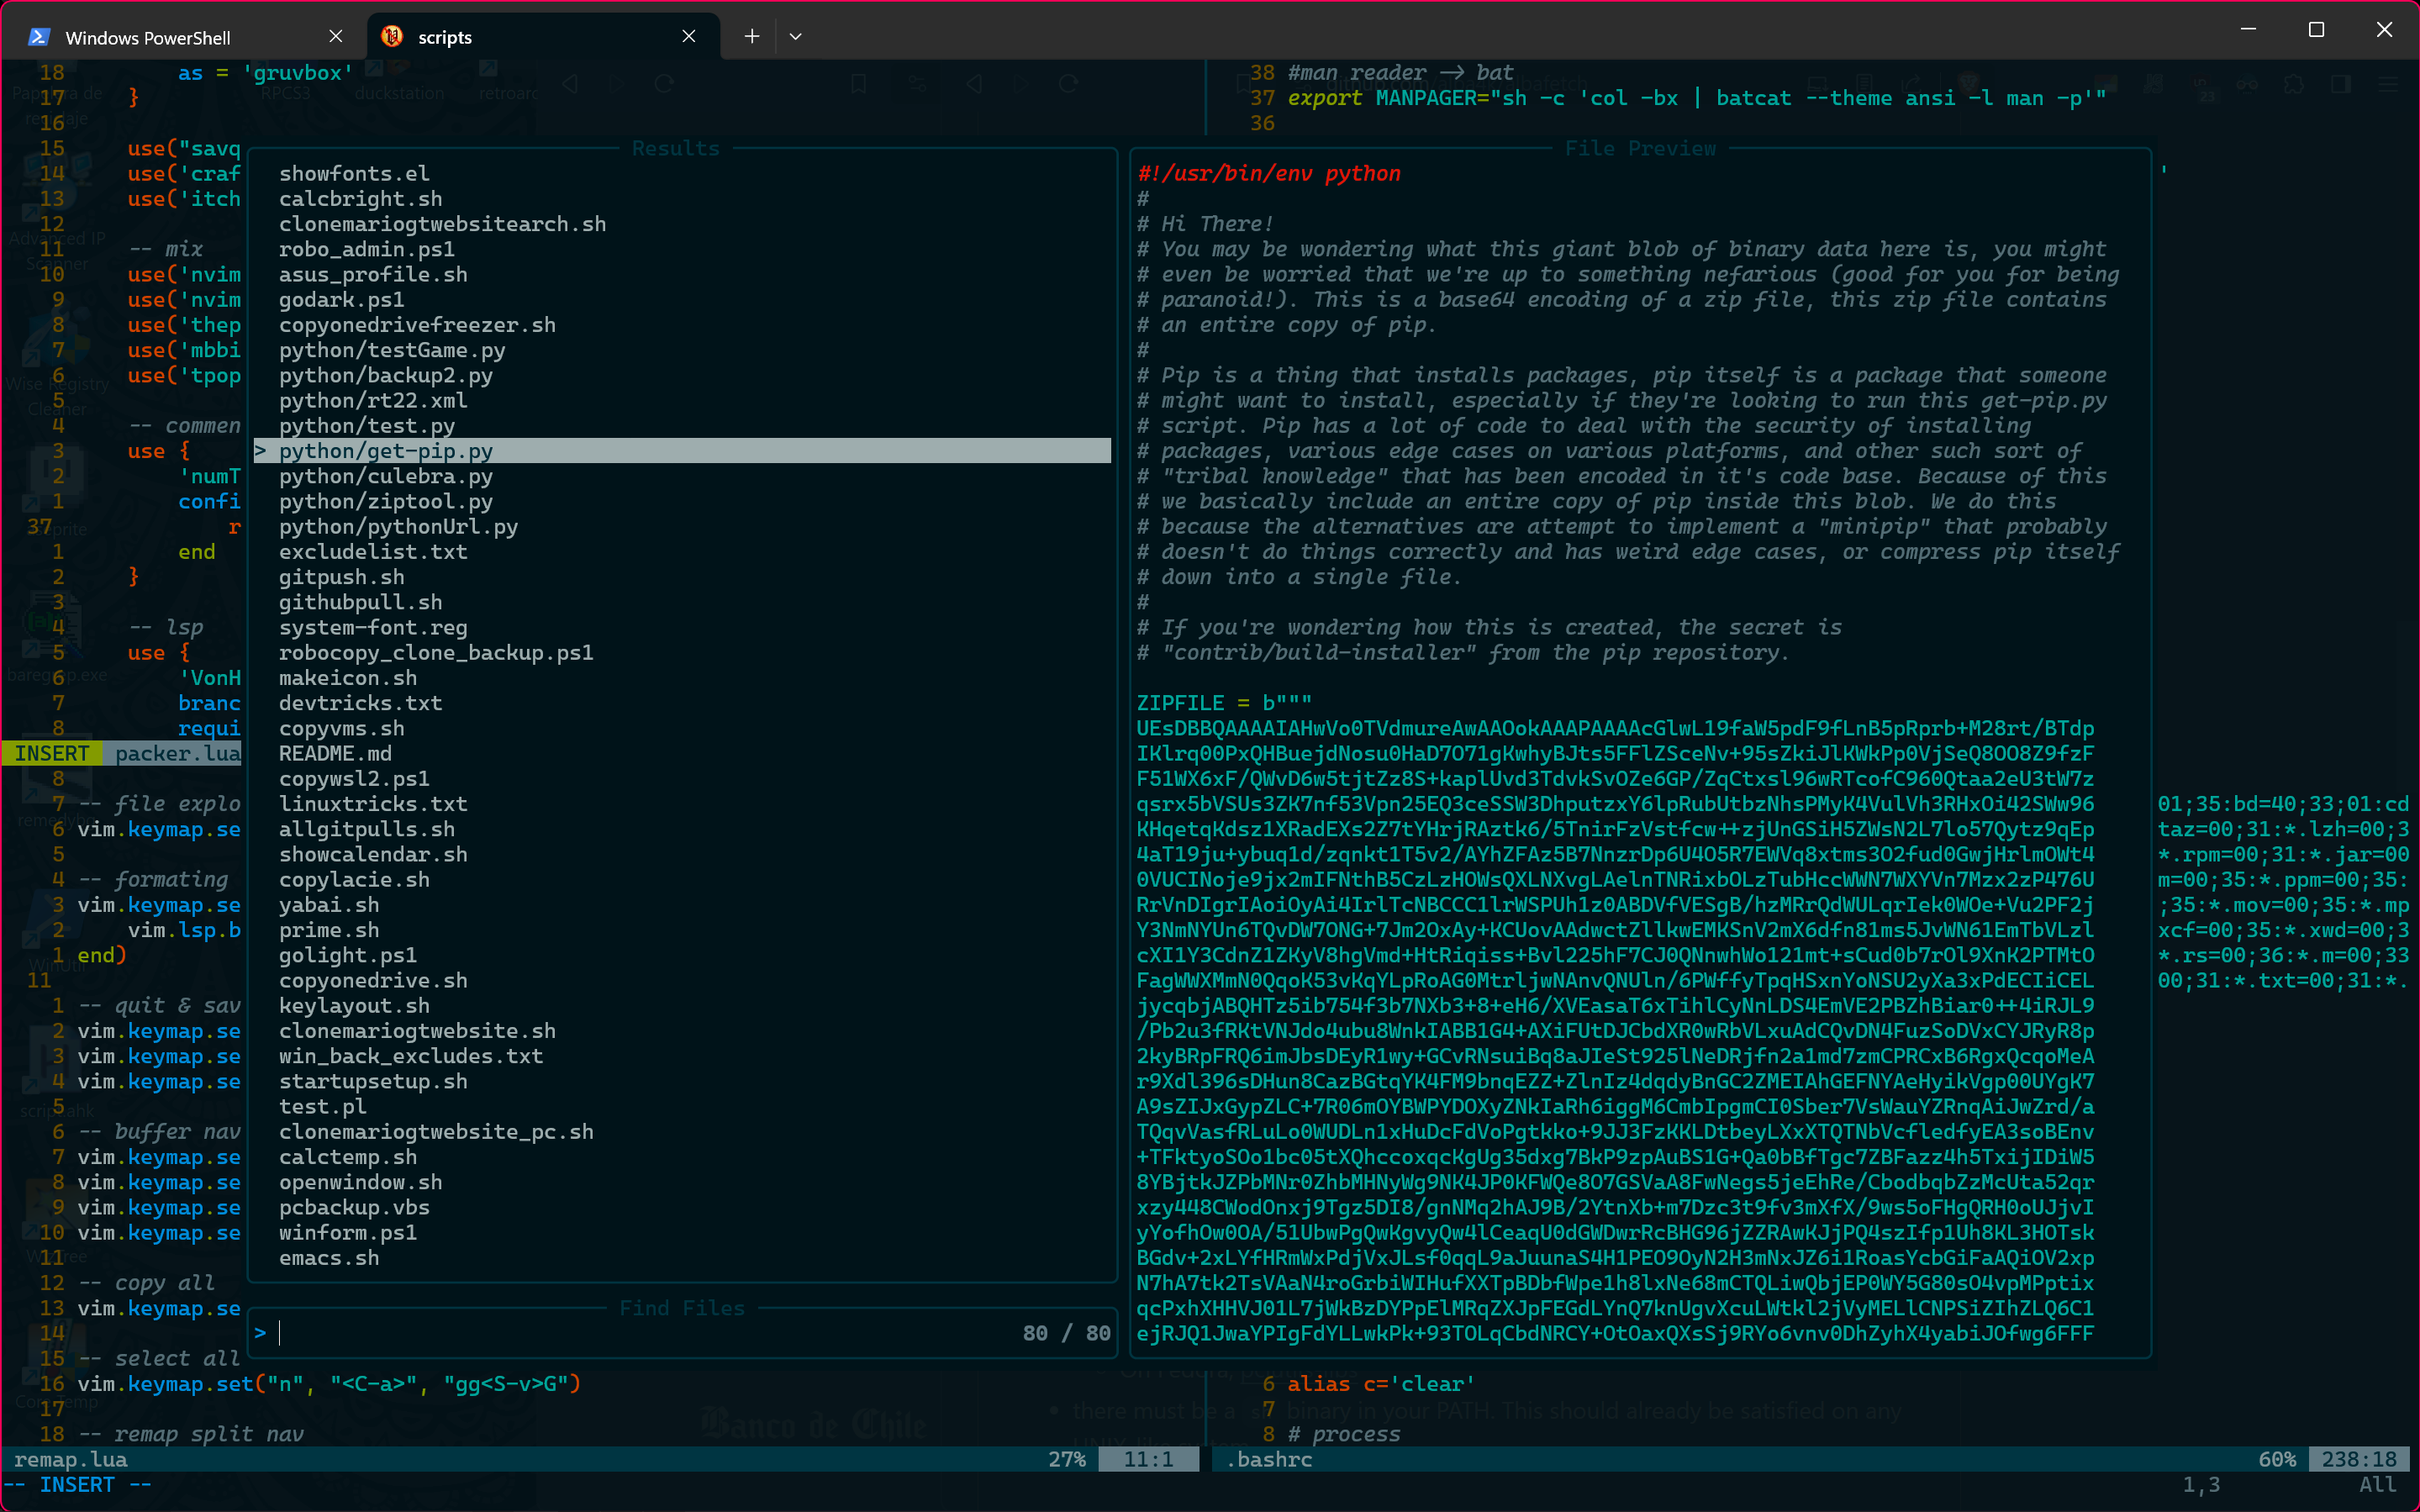 Windows PowerShell
scripts
18 as = 'gruvbox'
17 }
16
15 use("savq
14 use('craf
13 use('itch
12
11 -- mix
10 use('nvim
9 use('nvim
8 use('thep
7 use('mbbi
6 use('tpop
5
4 -- commen
3 use {
2 'numT
1 confi
37 r
1 end
2 }
3
4 -- lsp
5 use {
6 'VonH
7 branc
8 requi
INSERT packer.lua
8
7 -- file explo
6 vim.keymap.se
5
4 -- formating
3 vim.keymap.se
2 vim.lsp.b
1 end)
11
1 -- quit & sav
2 vim.keymap.se
3 vim.keymap.se
4 vim.keymap.se
5
6 -- buffer nav
7 vim.keymap.se
8 vim.keymap.se
9 vim.keymap.se
10 vim.keymap.se
11
12 -- copy all
13 vim.keymap.se
14
15 -- select all
16 vim.keymap.set("n", "<C-a>", "gg<S-v>G")
17
18 -- remap split nav
remap.lua 27% 11:1
-- INSERT --
Results
showfonts.el
calcbright.sh
clonemariogtwebsitearch.sh
robo_admin.ps1
asus_profile.sh
godark.ps1
copyonedrivefreezer.sh
python/testGame.py
python/backup2.py
python/rt22.xml
python/test.py
> python/get-pip.py
python/culebra.py
python/ziptool.py
python/pythonUrl.py
excludelist.txt
gitpush.sh
githubpull.sh
system-font.reg
robocopy_clone_backup.ps1
makeicon.sh
devtricks.txt
copyvms.sh
README.md
copywsl2.ps1
linuxtricks.txt
allgitpulls.sh
showcalendar.sh
copylacie.sh
yabai.sh
prime.sh
golight.ps1
copyonedrive.sh
keylayout.sh
clonemariogtwebsite.sh
win_back_excludes.txt
startupsetup.sh
test.pl
clonemariogtwebsite_pc.sh
calctemp.sh
openwindow.sh
pcbackup.vbs
winform.ps1
emacs.sh
Find Files
> 80 / 80
38 #man reader -> bat
37 export MANPAGER="sh -c 'col -bx | batcat --theme ansi -l man -p'"
36
File Preview
#!/usr/bin/env python
#
# Hi There!
# You may be wondering what this giant blob of binary data here is, you might
# even be worried that we're up to something nefarious (good for you for being
# paranoid!). This is a base64 encoding of a zip file, this zip file contains
# an entire copy of pip.
#
# Pip is a thing that installs packages, pip itself is a package that someone
# might want to install, especially if they're looking to run this get-pip.py
# script. Pip has a lot of code to deal with the security of installing
# packages, various edge cases on various platforms, and other such sort of
# "tribal knowledge" that has been encoded in it's code base. Because of this
# we basically include an entire copy of pip inside this blob. We do this
# because the alternatives are attempt to implement a "minipip" that probably
# doesn't do things correctly and has weird edge cases, or compress pip itself
# down into a single file.
#
# If you're wondering how this is created, the secret is
# "contrib/build-installer" from the pip repository.
ZIPFILE = b"""
UEsDBBQAAAAIAHwVo0TVdmureAwAAOokAAAPAAAAcGlwL19faW5pdF9fLnB5pRprb+M28rt/BTdp
IKlrq00PxQHBuejdNosu0HaD7O71gKwhyBJts5FFlZSceNv+95sZkiJlKWkPp0VjSeQ8OO8Z9fzF
F51WX6xF/QWvD6w5tjtZz8S+kaplUvd3TdvkSvOZe6GP/ZqCtxsl96wRTcofC960Qtaa2eU3tW7z
qsrx5bVSUs3ZK7nf53Vpn25EQ3ceSSW3DhputzxY6lpRubUtbzNhsPMyK4VulVh3RHxOi42SWw96
KHqetqKdsz1XRadEXs2Z7tYHrjRAztk6/5TnirFzVstfcw++zjUnGSiH5ZWsN2L7lo57Qytz9qEp
4aT19ju+ybuq1d/zqnkt1T5v2/AYhZFAz5B7NnzrDp6U4O5R7EWVq8xtms3O2fud0GwjHrlmOWt4
0VUCINoje9jx2mIFNthB5CzLzHOWsQXLNXvgLAelnTNRixbOLzTubHccWWN7WXYVn7Mzx2zP476U
RrVnDIgrIAoiOyAi4IrlTcNBCCC1lrWSPUh1z0ABDVfVESgB/hzMRrQdWULqrIek0WOe+Vu2PF2j
Y3NmNYUn6TQvDW7ONG+7Jm2OxAy+KCUovAAdwctZllkwEMKSnV2mX6dfn81ms5JvWN61EmTbVLzl
cXI1Y3CdnZ1ZKyV8hgVmd+HtRiqiss+Bvl225hF7CJ0QNnwhWo121mt+sCud0b7rOl9XnK2PTMtO
FagWWXMmN0QqoK53vKqYLpRoAG0MtrljwNAnvQNUln/6PWffyTpqHSxnYoNSU2yXa3xPdECIiCEL
jycqbjABQHTz5ib754f3b7NXb3+8+eH6/XVEasaT6xTihlCyNnLDS4EmVE2PBZhBiar0++4iRJL9
/Pb2u3fRKtVNJdo4ubu8WnkIABB1G4+AXiFUtDJCbdXR0wRbVLxuAdCQvDN4FuzSoDVxCYJRyR8p
2kyBRpFRQ6imJbsDEyR1wy+GCvRNsuiBq8aJIeSt925lNeDRjfn2a1md7zmCPRCxB6RgxQcqoMeA
r9Xdl396sDHun8CazBGtqYK4FM9bnqEZZ+ZlnIz4dqdyBnGC2ZMEIAhGEFNYAeHyikVgp00UYgK7
A9sZIJxGypZLC+7R06mOYBWPYDOXyZNkIaRh6iggM6CmbIpgmCI0Sber7VsWauYZRnqAiJwZrd/a
TQqvVasfRLuLo0WUDLn1xHuDcFdVoPgtkko+9JJ3FzKKLDtbeyLXxXTQTNbVcfledfyEA3soBEnv
+TFktyoSOo1bc05tXQhccoxqcKgUg35dxg7BkP9zpAuBS1G+Qa0bBfTgc7ZBFazz4h5TxijIDiW5
8YBjtkJZPbMNr0ZhbMHNyWg9NK4JP0KFWQe8O7GSVaA8FwNegs5jeEhRe/CbodbqbZzMcUta52qr
xzy448CWodOnxj9Tgz5DI8/gnNMq2hAJ9B/2YtnXb+m7Dzc3t9fv3mXfX/9ws5oFHgQRH0oUJjvI
yYofhOw0OA/51UbwPgQwKgvyQw4lCeaqU0dGWDwrRcBHG96jZZRAwKJjPQ4szIfp1Uh8KL3HOTsk
BGdv+2xLYfHRmWxPdjVxJLsf0qqL9aJuunaS4H1PEO9OyN2H3mNxJZ6i1RoasYcbGiFaAQiOV2xp
N7hA7tk2TsVAaN4roGrbiWIHufXXTpBDbfWpe1h8lxNe68mCTQLiwQbjEP0WY5G80sO4vpMPptix
qcPxhXHHVJ01L7jWkBzDYPpElMRqZXJpFEGdLYnQ7knUgvXcuLWtkl2jVyMELlCNPSiZIhZLQ6C1
ejRJQ1JwaYPIgFdYLLwkPk+93TOLqCbdNRCY+OtOaxQXsSj9RYo6vnv0DhZyhX4yabiJOfwg6FFF
'
01;35:bd=40;33;01:cd
taz=00;31:*.lzh=00;3
*.rpm=00;31:*.jar=00
m=00;35:*.ppm=00;35:
;35:*.mov=00;35:*.mp
xcf=00;35:*.xwd=00;3
*.rs=00;36:*.m=00;33
00;31:*.txt=00;31:*.
6 alias c='clear'
7
8 # process
.bashrc 60% 238:18
1,3 All